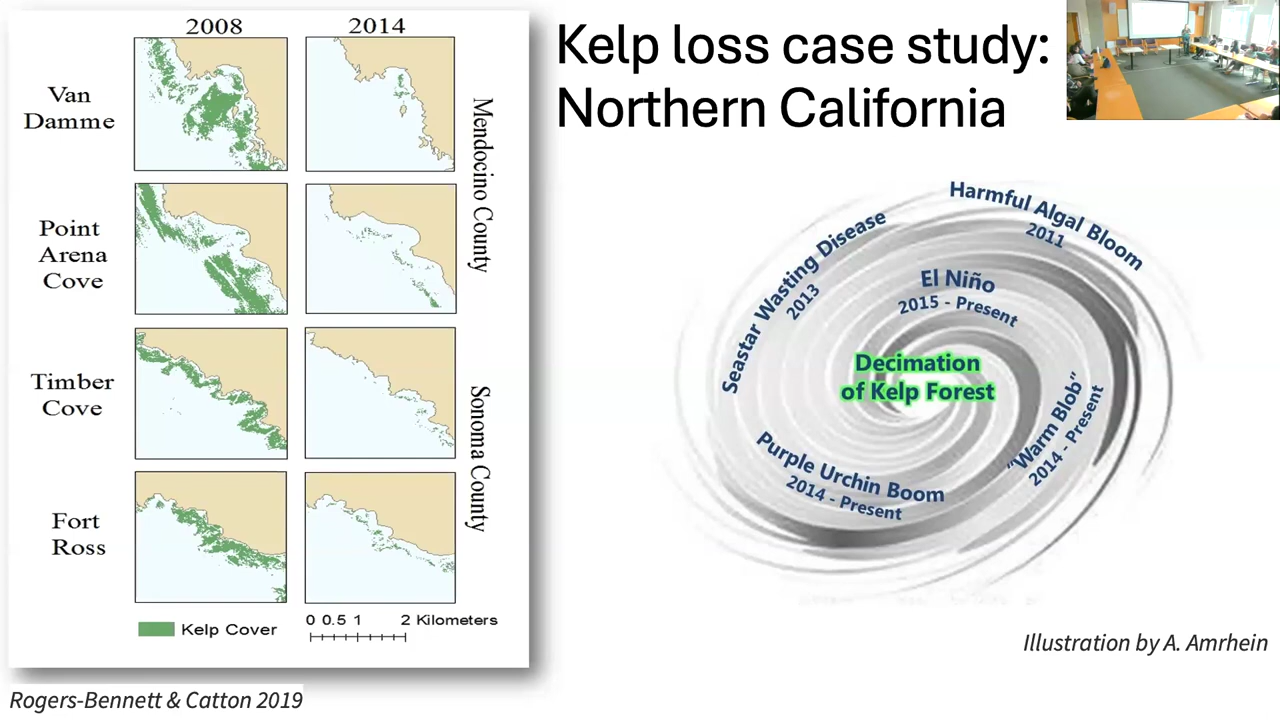 2008
2014
Van
Damme
Point
Arena
Cove
Timber
Cove
Fort
Ross
Mendocino County
Sonoma County
Kelp Cover
0 0.5 1 2 Kilometers
Rogers-Bennett & Catton 2019
Kelp loss case study:
Northern California
Harmful Algal Bloom
2011
Seastar Wasting Disease
2013
El Niño
2015 - Present
Decimation
of Kelp Forest
"Warm Blob"
2014 - Present
Purple Urchin Boom
2014 - Present
Illustration by A. Amrhein